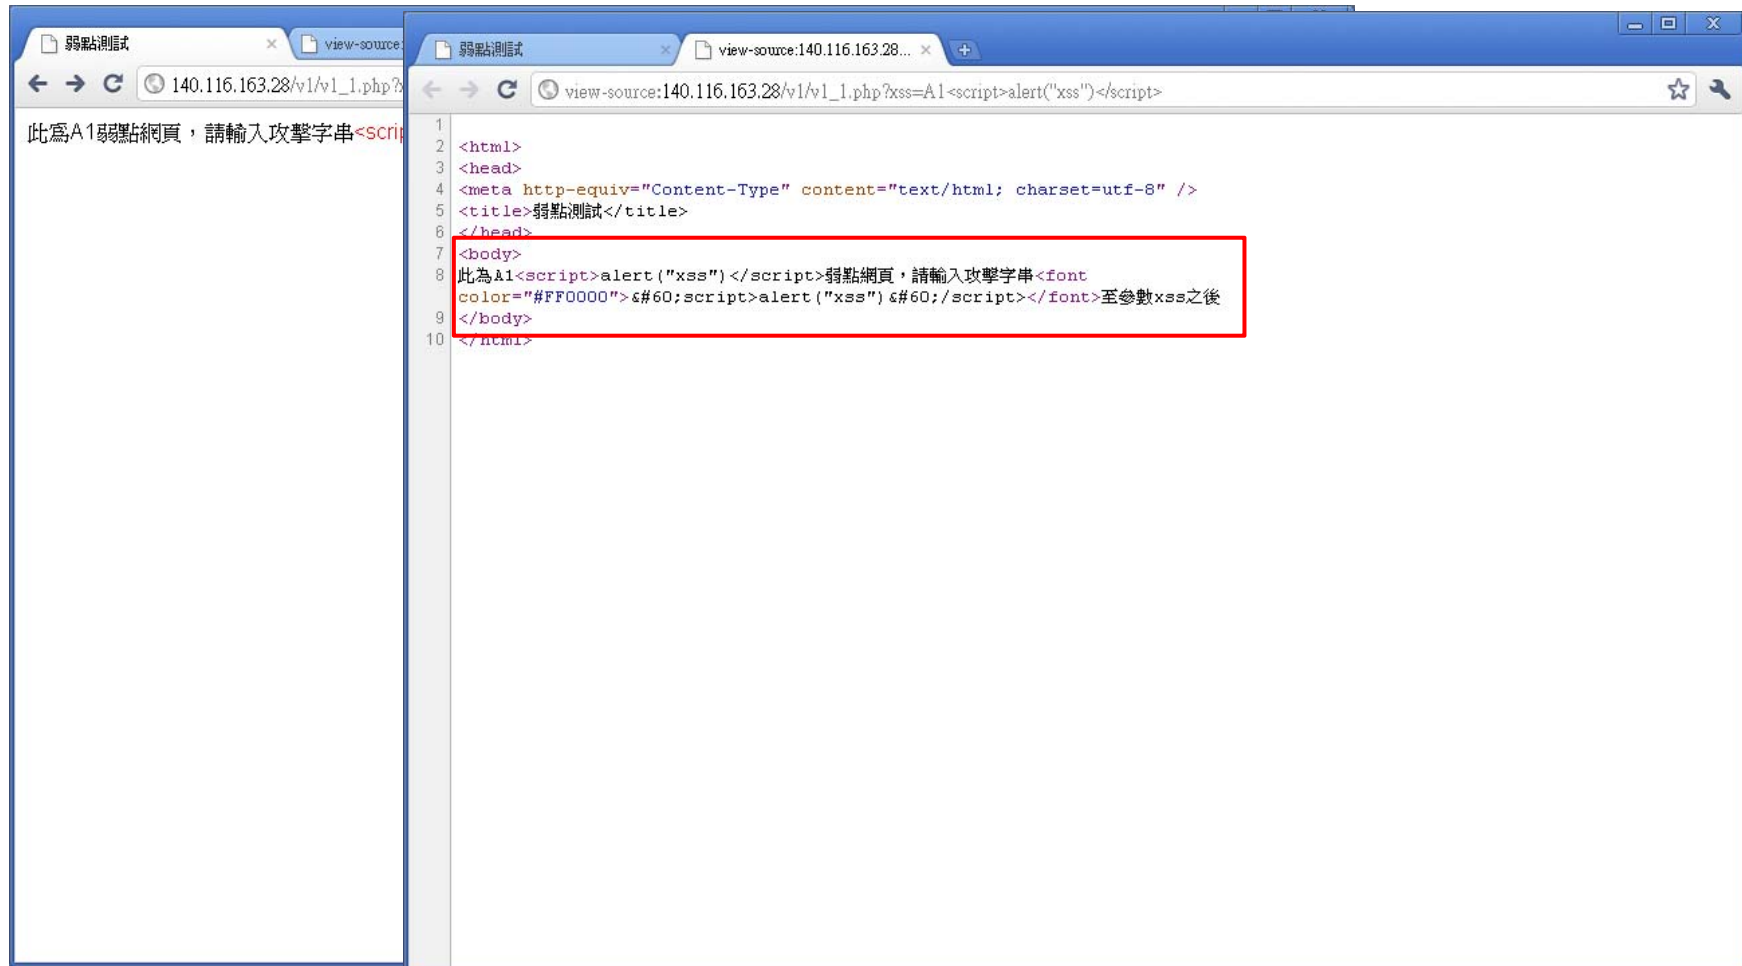 弱點測試
view-source:
140.116.163.28/v1/v1_1.php?x
此為A1弱點網頁，請輸入攻擊字串<scrip
弱點測試
view-source:140.116.163.28...
view-source:140.116.163.28/v1/v1_1.php?xss=A1<script>alert("xss")</script>
1
2 <html>
3 <head>
4 <meta http-equiv="Content-Type" content="text/html; charset=utf-8" />
5 <title>弱點測試</title>
6 </head>
7 <body>
8 此為A1<script>alert("xss")</script>弱點網頁，請輸入攻擊字串<font
color="#FF0000">&#60;script>alert("xss")&#60;/script></font>至參數xss之後
9 </body>
10 </html>